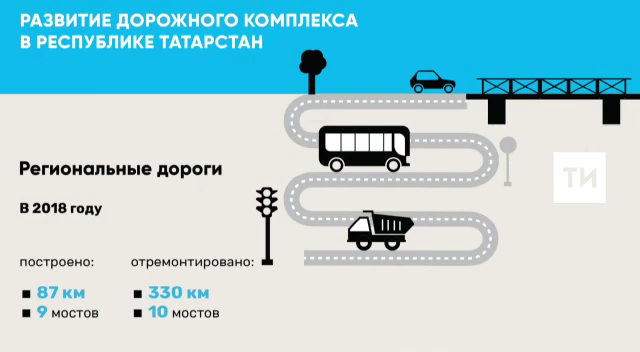 РАЗВИТИЕ ДОРОЖНОГО КОМПЛЕКСА
В РЕСПУБЛИКЕ ТАТАРСТАН
Региональные дороги
ТИ
В 2018 году
построено: отремонтировано:
87 км 330 км
9 мостов 10 мостов